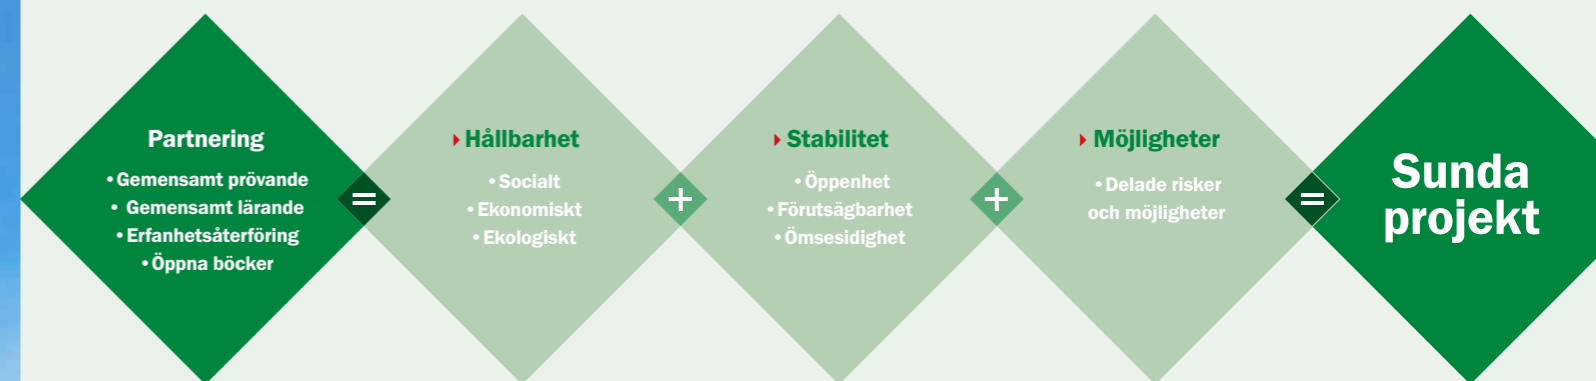 Partnering
•Gemensamt prövande
• Gemensamt lärande
•Erfanhetsåterföring
•Öppna böcker
=
Hållbarhet
•Socialt
•Ekonomiskt
•Ekologiskt
+
Stabilitet
•Öppenhet
•Förutsägbarhet
•Ömsesidighet
+
Möjligheter
•Delade risker
och möjligheter
=
Sunda
projekt